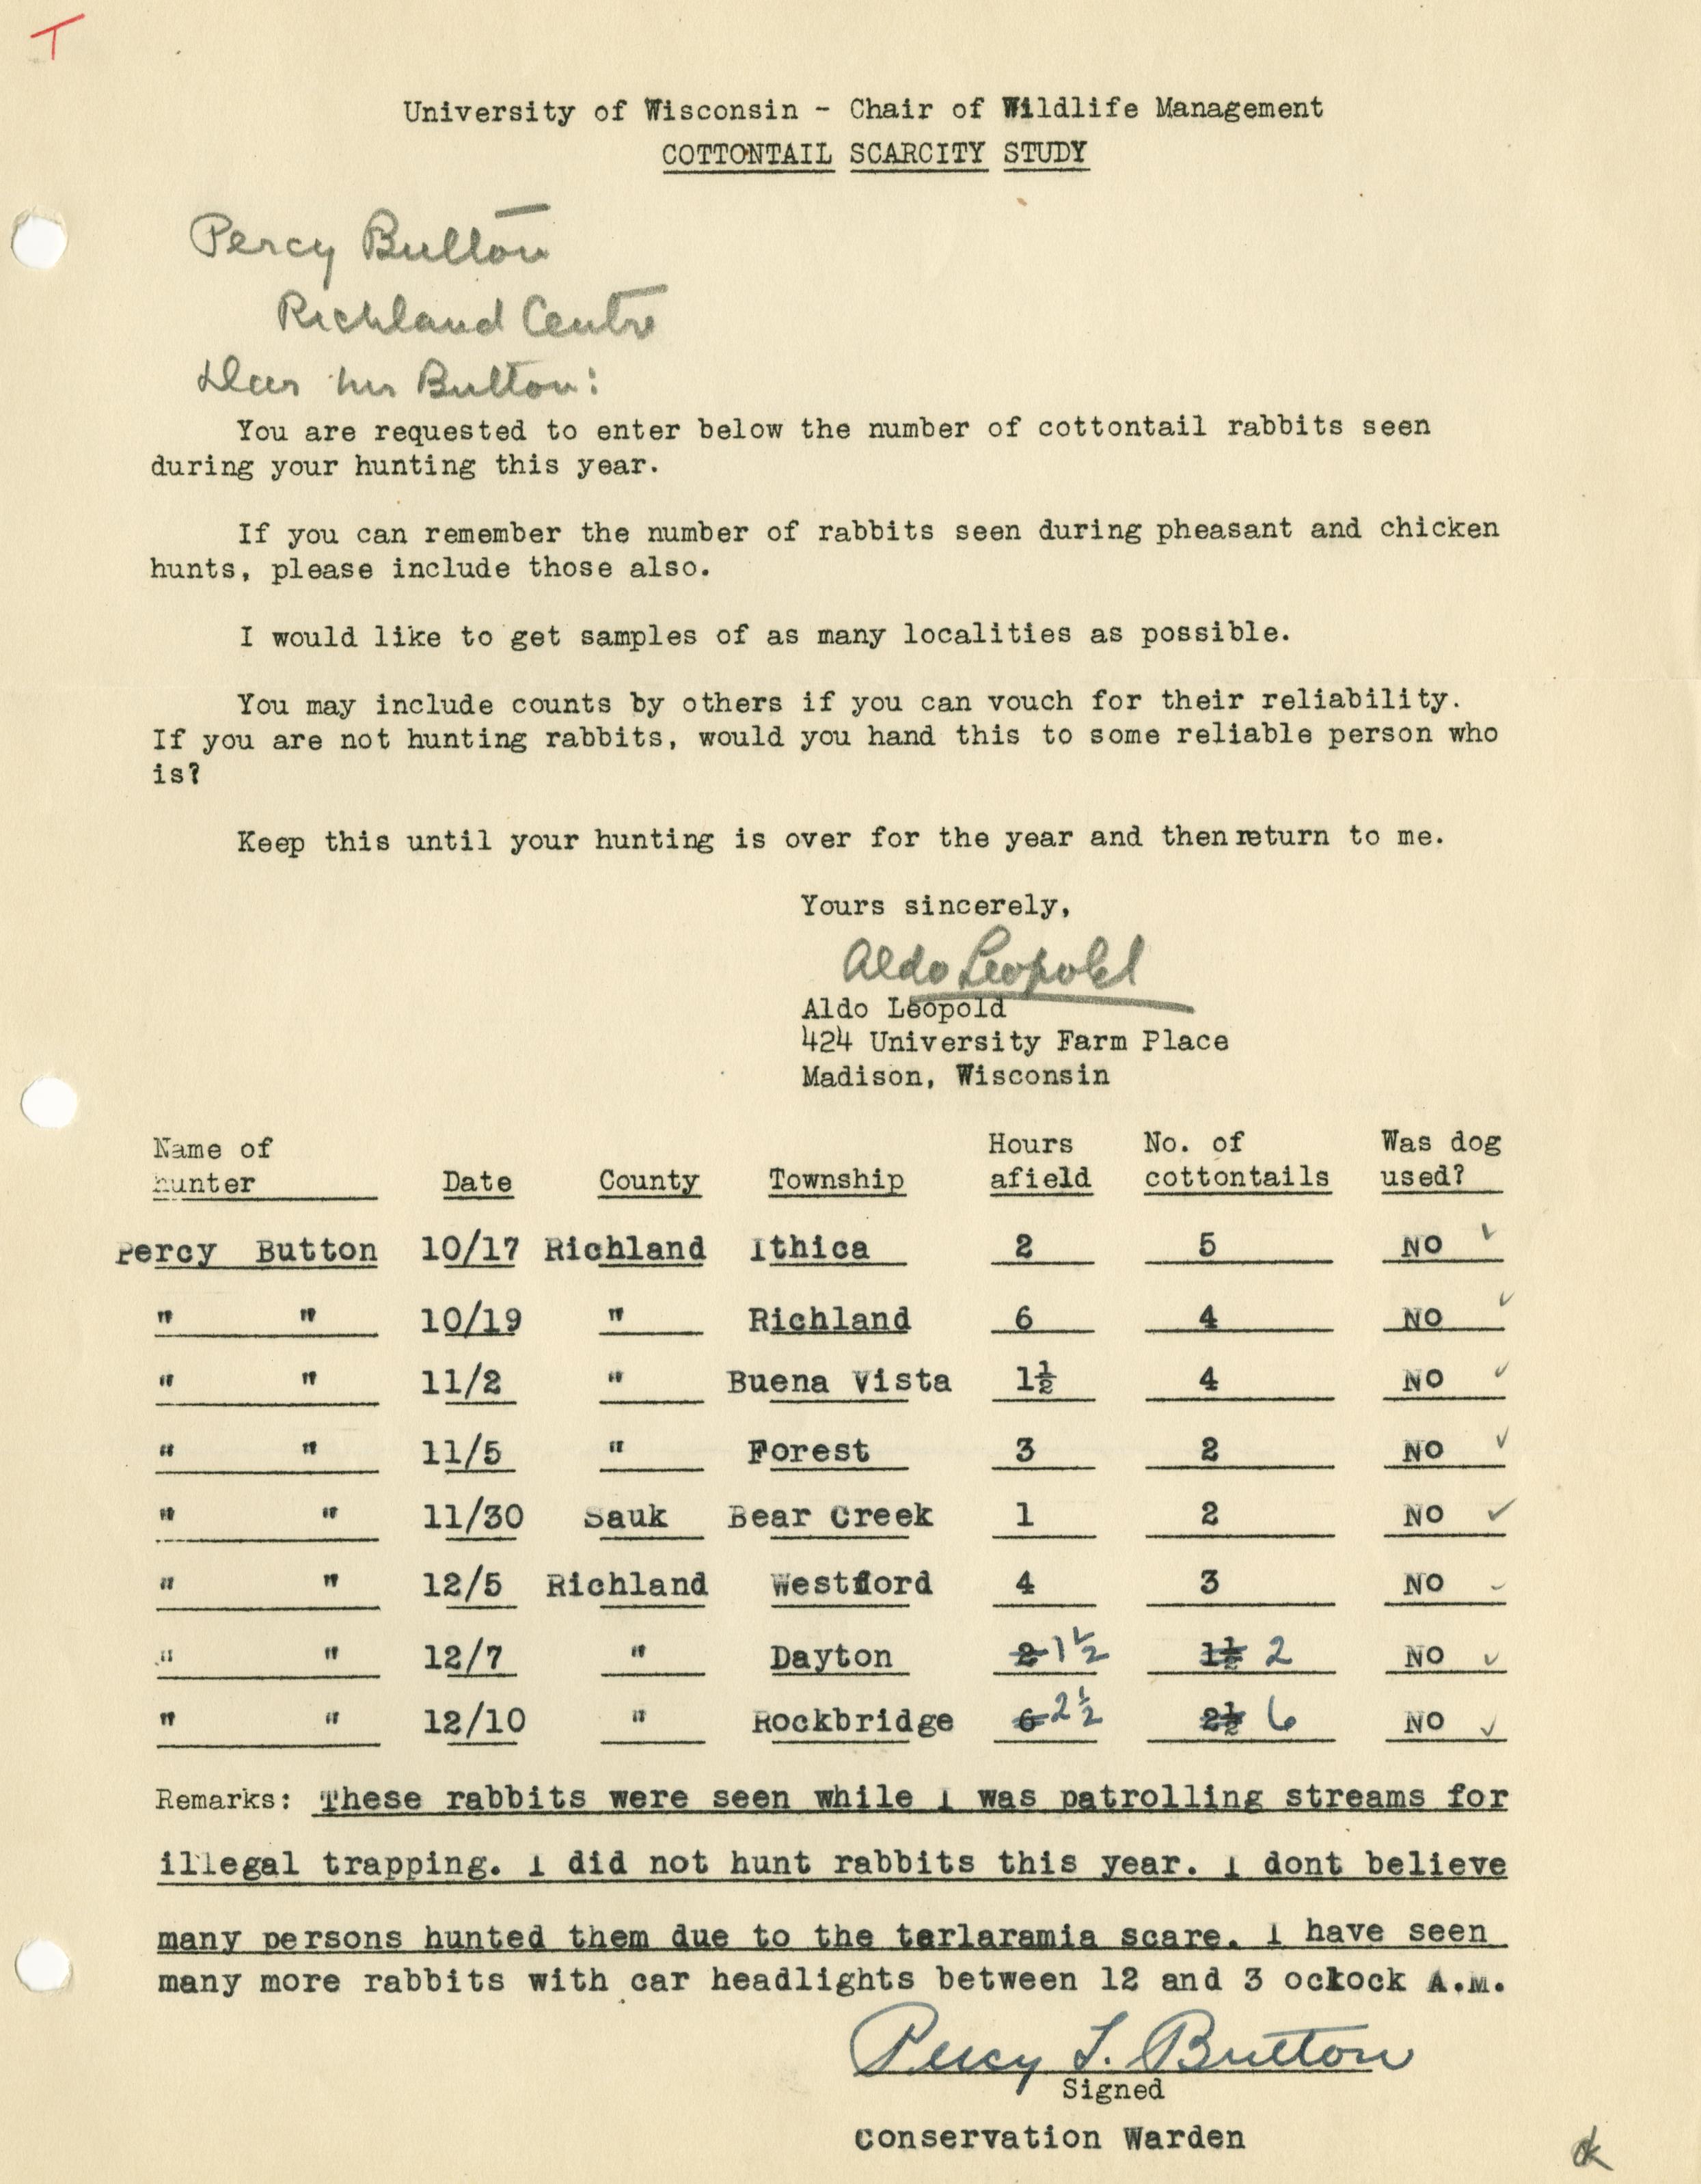 T
University of Wisconsin - Chair of Wildlife Management
COTTONTAIL SCARCITY STUDY
Percy Button
Richland Centre
Dear Mr Button:
You are requested to enter below the number of cottontail rabbits seen
during your hunting this year.
If you can remember the number of rabbits seen during pheasant and chicken
hunts, please include those also.
I would like to get samples of as many localities as possible.
You may include counts by others if you can vouch for their reliability.
If you are not hunting rabbits, would you hand this to some reliable person who
is?
Keep this until your hunting is over for the year and then return to me.
Yours sincerely,
Aldo Leopold
Aldo Leopold
424 University Farm Place
Madison, Wisconsin
Name of Hours No. of Was dog
hunter Date County Township afield cottontails used?
Percy Button 10/17 Richland Ithica 2 5 NO ✓
" " 10/19 " Richland 6 4 NO ✓
" " 11/2 " Buena Vista 1½ 4 NO ✓
" " 11/5 " Forest 3 2 NO ✓
" " 11/30 Sauk Bear Creek 1 2 NO ✓
" " 12/5 Richland Westford 4 3 NO ✓
" " 12/7 " Dayton 2 1½ 1½ 2 NO ✓
" " 12/10 " Rockbridge 6 2½ 2½ 6 NO ✓
Remarks: These rabbits were seen while I was patrolling streams for
illegal trapping. I did not hunt rabbits this year. I dont believe
many persons hunted them due to the terlaramia scare. I have seen
many more rabbits with car headlights between 12 and 3 ockock A.M.
Percy L. Button
Signed
Conservation Warden